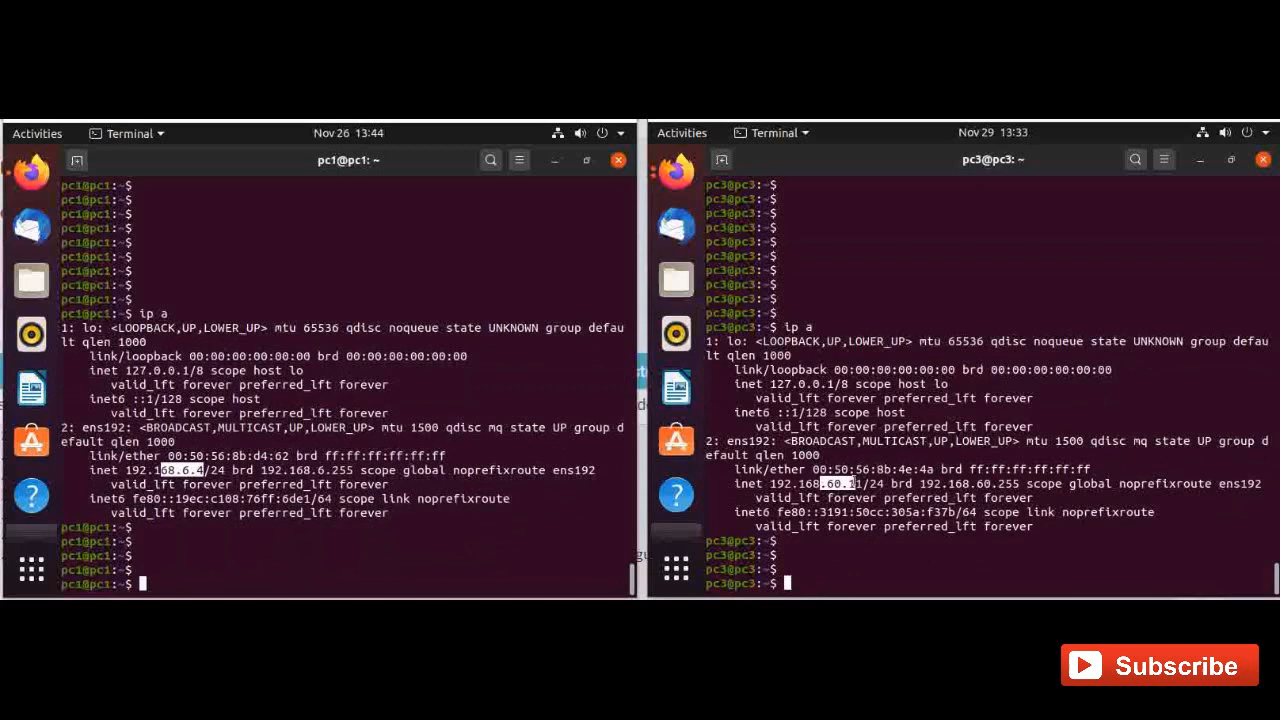 Activities
Terminal
Nov 26 13:44
pc1@pc1: ~
pc1@pc1:~$
pc1@pc1:~$
pc1@pc1:~$
pc1@pc1:~$
pc1@pc1:~$
pc1@pc1:~$
pc1@pc1:~$
pc1@pc1:~$
pc1@pc1:~$
pc1@pc1:~$ ip a
1: lo: <LOOPBACK,UP,LOWER_UP> mtu 65536 qdisc noqueue state UNKNOWN group defau
lt qlen 1000
link/loopback 00:00:00:00:00:00 brd 00:00:00:00:00:00
inet 127.0.0.1/8 scope host lo
valid_lft forever preferred_lft forever
inet6 ::1/128 scope host
valid_lft forever preferred_lft forever
2: ens192: <BROADCAST,MULTICAST,UP,LOWER_UP> mtu 1500 qdisc mq state UP group d
efault qlen 1000
link/ether 00:50:56:8b:d4:62 brd ff:ff:ff:ff:ff:ff
inet 192.168.6.4/24 brd 192.168.6.255 scope global noprefixroute ens192
valid_lft forever preferred_lft forever
inet6 fe80::19ec:c108:76ff:6de1/64 scope link noprefixroute
valid_lft forever preferred_lft forever
pc1@pc1:~$
pc1@pc1:~$
pc1@pc1:~$
pc1@pc1:~$
pc1@pc1:~$
Activities
Terminal
Nov 29 13:33
pc3@pc3: ~
pc3@pc3:~$
pc3@pc3:~$
pc3@pc3:~$
pc3@pc3:~$
pc3@pc3:~$
pc3@pc3:~$
pc3@pc3:~$
pc3@pc3:~$
pc3@pc3:~$
pc3@pc3:~$
pc3@pc3:~$ ip a
1: lo: <LOOPBACK,UP,LOWER_UP> mtu 65536 qdisc noqueue state UNKNOWN group defau
lt qlen 1000
link/loopback 00:00:00:00:00:00 brd 00:00:00:00:00:00
inet 127.0.0.1/8 scope host lo
valid_lft forever preferred_lft forever
inet6 ::1/128 scope host
valid_lft forever preferred_lft forever
2: ens192: <BROADCAST,MULTICAST,UP,LOWER_UP> mtu 1500 qdisc mq state UP group d
efault qlen 1000
link/ether 00:50:56:8b:4e:4a brd ff:ff:ff:ff:ff:ff
inet 192.168.60.11/24 brd 192.168.60.255 scope global noprefixroute ens192
valid_lft forever preferred_lft forever
inet6 fe80::3191:50cc:305a:f37b/64 scope link noprefixroute
valid_lft forever preferred_lft forever
pc3@pc3:~$
pc3@pc3:~$
pc3@pc3:~$
pc3@pc3:~$
Subscribe